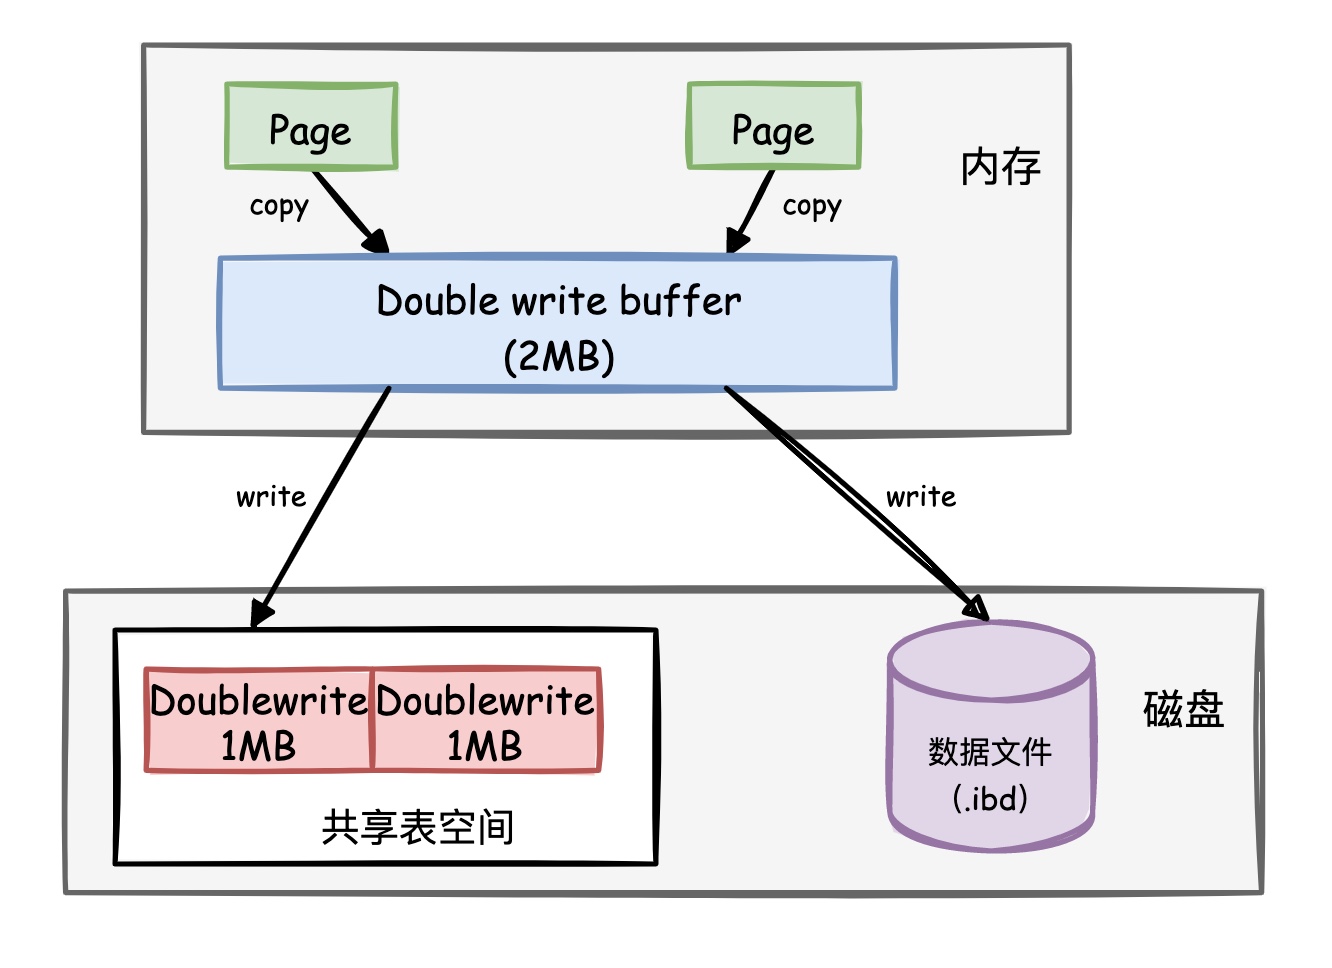 Page
Page
内存
copy
copy
Double write buffer
(2MB)
write
write
Doublewrite
1MB
Doublewrite
1MB
共享表空间
数据文件
(.ibd)
磁盘